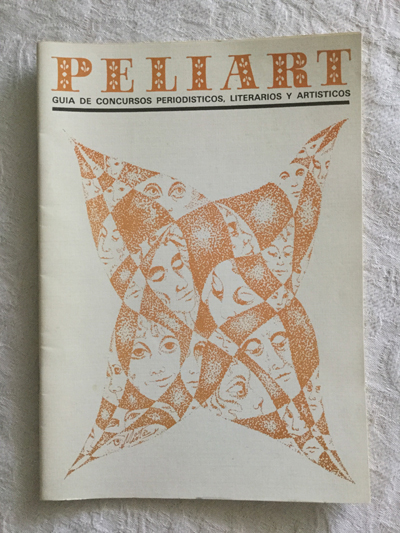 PELIART
GUIA DE CONCURSOS PERIODISTICOS, LITERARIOS Y ARTISTICOS